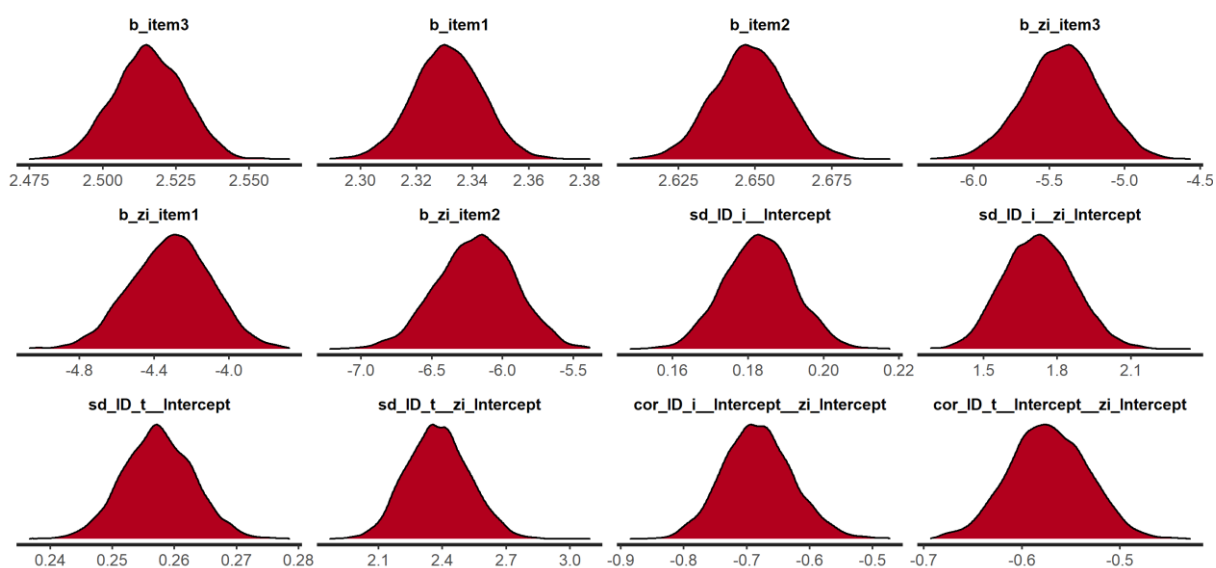 b_item3 b_item1 b_item2 b_zi_item3
2.475 2.500 2.525 2.550 2.30 2.32 2.34 2.36 2.38 2.625 2.650 2.675 -6.0 -5.5 -5.0 -4.5
b_zi_item1 b_zi_item2 sd_ID_i__Intercept sd_ID_i__zi_Intercept
-4.8 -4.4 -4.0 -7.0 -6.5 -6.0 -5.5 0.16 0.18 0.20 0.22 1.5 1.8 2.1
sd_ID_t__Intercept sd_ID_t__zi_Intercept cor_ID_i__Intercept__zi_Intercept cor_ID_t__Intercept__zi_Intercept
0.24 0.25 0.26 0.27 0.28 2.1 2.4 2.7 3.0 -0.9 -0.8 -0.7 -0.6 -0.5 -0.7 -0.6 -0.5